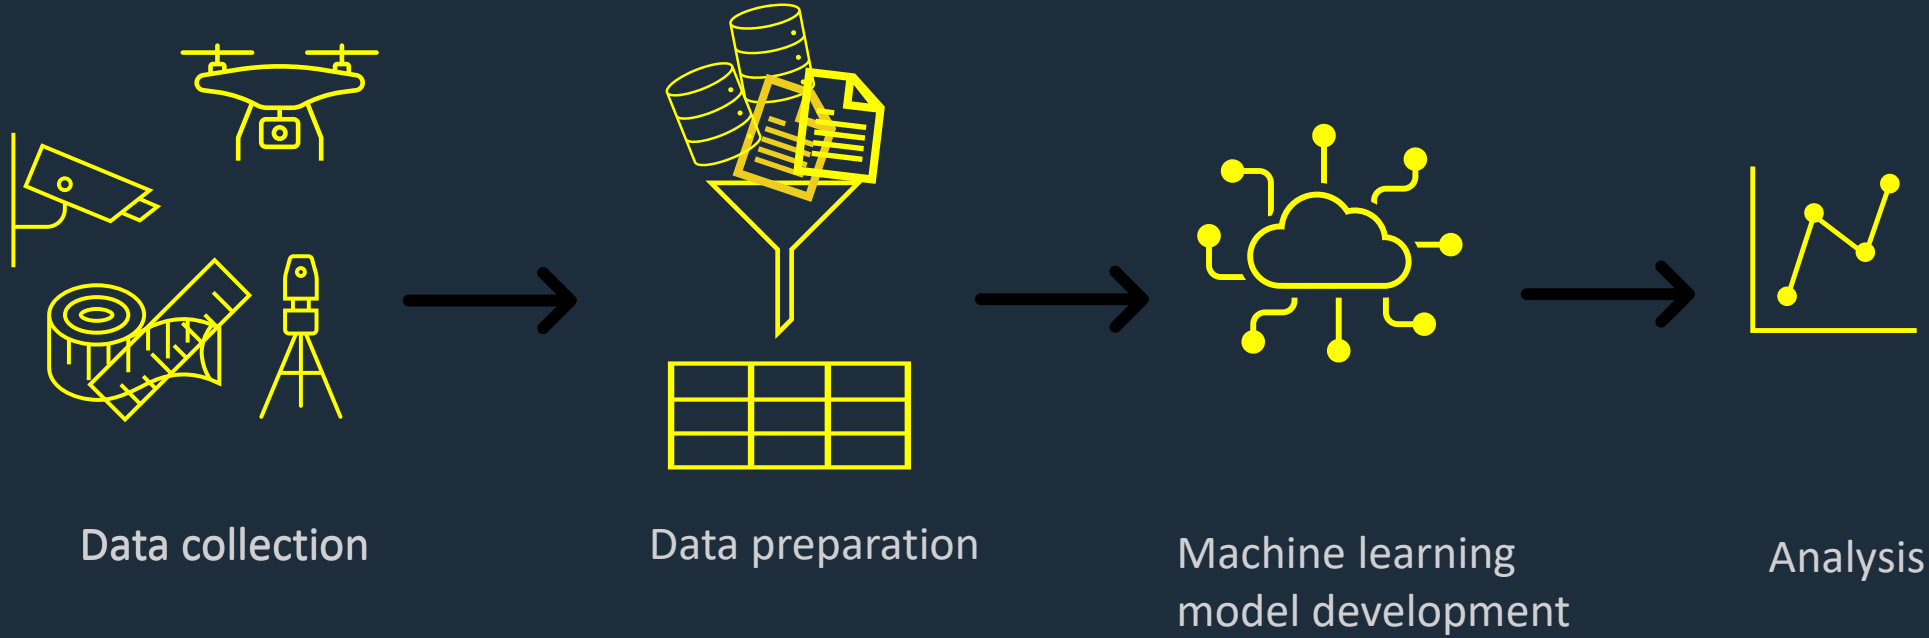 Data collection
Data preparation
Machine learning
model development
Analysis